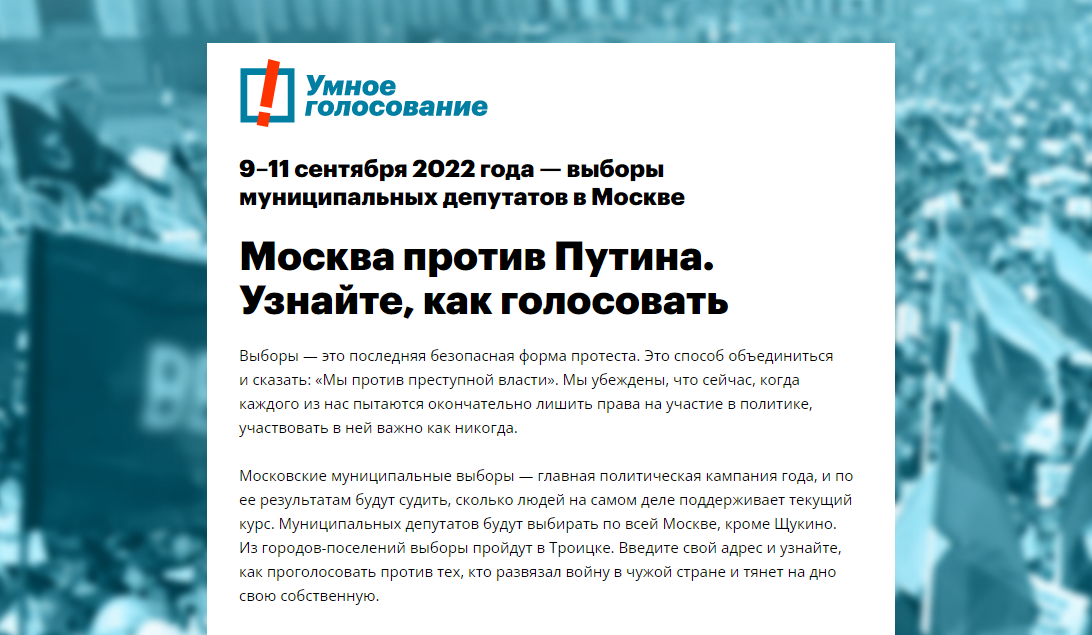 Умное
голосование
9–11 сентября 2022 года — выборы
муниципальных депутатов в Москве
Москва против Путина.
Узнайте, как голосовать
Выборы — это последняя безопасная форма протеста. Это способ объединиться
и сказать: «Мы против преступной власти». Мы убеждены, что сейчас, когда
каждого из нас пытаются окончательно лишить права на участие в политике,
участвовать в ней важно как никогда.
Московские муниципальные выборы — главная политическая кампания года, и по
ее результатам будут судить, сколько людей на самом деле поддерживает текущий
курс. Муниципальных депутатов будут выбирать по всей Москве, кроме Щукино.
Из городов-поселений выборы пройдут в Троицке. Введите свой адрес и узнайте,
как проголосовать против тех, кто развязал войну в чужой стране и тянет на дно
свою собственную.